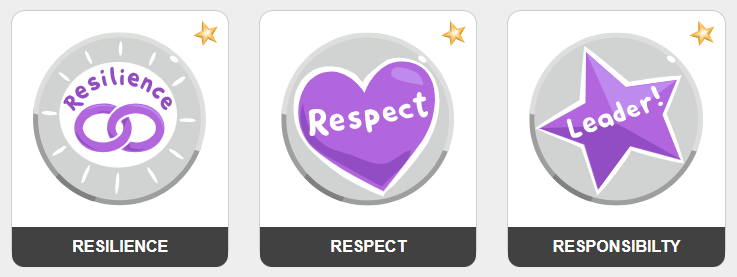 Resilience
Respect
Leader!
RESILIENCE
RESPECT
RESPONSIBILTY